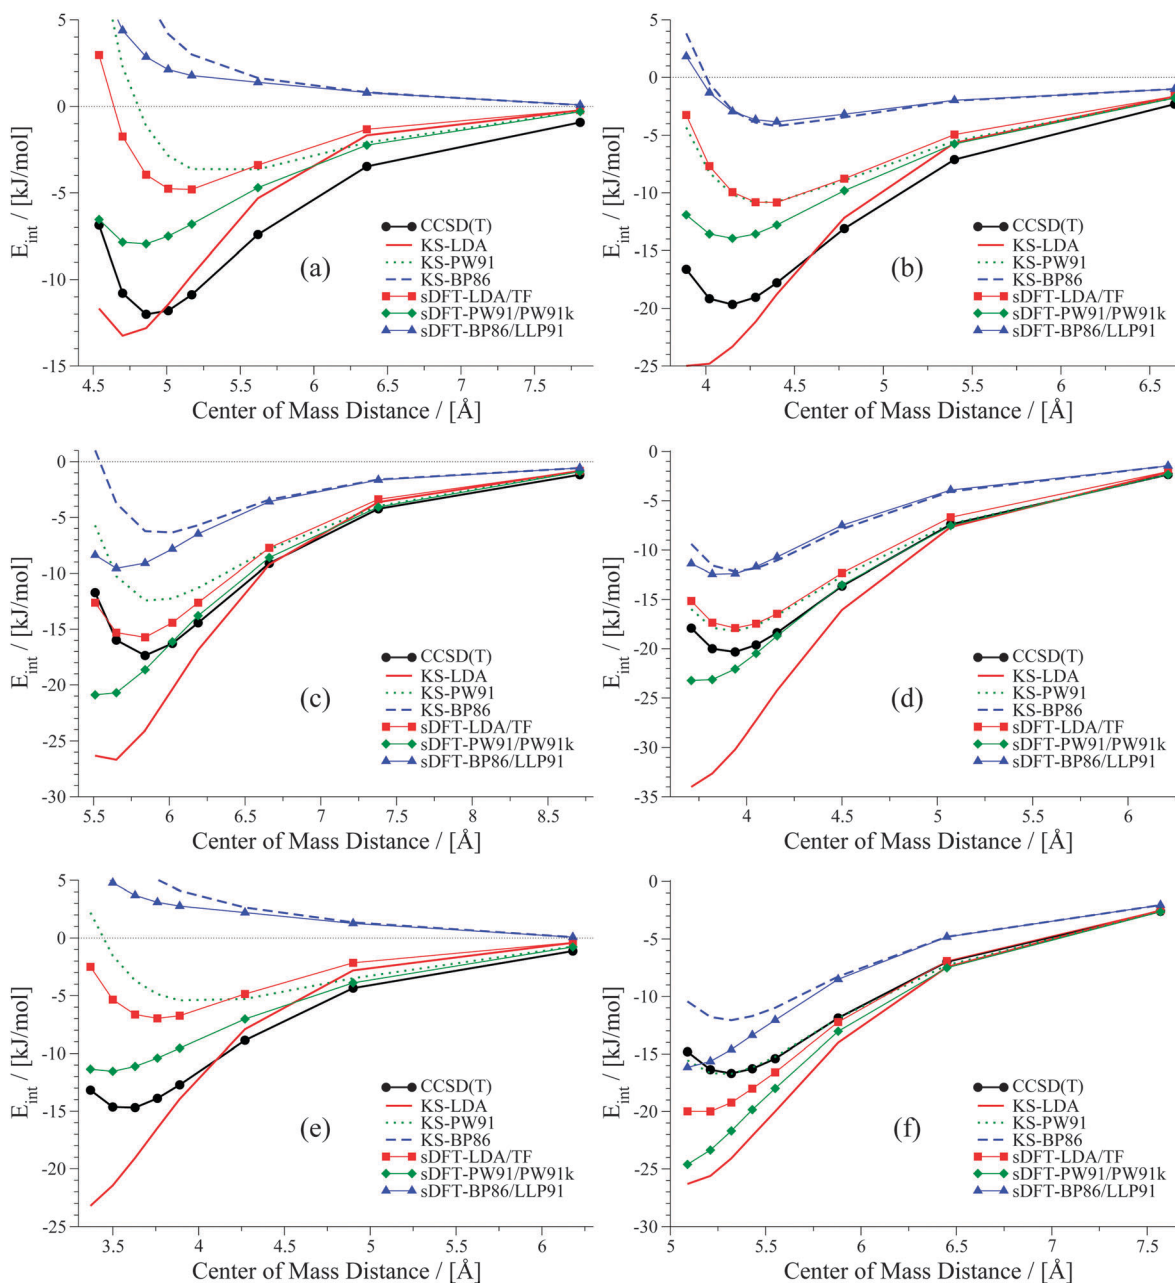 5
0
-5
-10
-15
E_int / [kJ/mol]
4.5 5 5.5 6 6.5 7 7.5
Center of Mass Distance / [Å]
(a)
CCSD(T)
KS-LDA
KS-PW91
KS-BP86
sDFT-LDA/TF
sDFT-PW91/PW91k
sDFT-BP86/LLP91
5
0
-5
-10
-15
-20
-25
E_int / [kJ/mol]
4 4.5 5 5.5 6 6.5
Center of Mass Distance / [Å]
(b)
CCSD(T)
KS-LDA
KS-PW91
KS-BP86
sDFT-LDA/TF
sDFT-PW91/PW91k
sDFT-BP86/LLP91
0
-5
-10
-15
-20
-25
-30
E_int / [kJ/mol]
5.5 6 6.5 7 7.5 8 8.5
Center of Mass Distance / [Å]
(c)
CCSD(T)
KS-LDA
KS-PW91
KS-BP86
sDFT-LDA/TF
sDFT-PW91/PW91k
sDFT-BP86/LLP91
0
-5
-10
-15
-20
-25
-30
-35
E_int / [kJ/mol]
4 4.5 5 5.5 6
Center of Mass Distance / [Å]
(d)
CCSD(T)
KS-LDA
KS-PW91
KS-BP86
sDFT-LDA/TF
sDFT-PW91/PW91k
sDFT-BP86/LLP91
5
0
-5
-10
-15
-20
-25
E_int / [kJ/mol]
3.5 4 4.5 5 5.5 6
Center of Mass Distance / [Å]
(e)
CCSD(T)
KS-LDA
KS-PW91
KS-BP86
sDFT-LDA/TF
sDFT-PW91/PW91k
sDFT-BP86/LLP91
0
-5
-10
-15
-20
-25
-30
E_int / [kJ/mol]
5 5.5 6 6.5 7 7.5
Center of Mass Distance / [Å]
(f)
CCSD(T)
KS-LDA
KS-PW91
KS-BP86
sDFT-LDA/TF
sDFT-PW91/PW91k
sDFT-BP86/LLP91